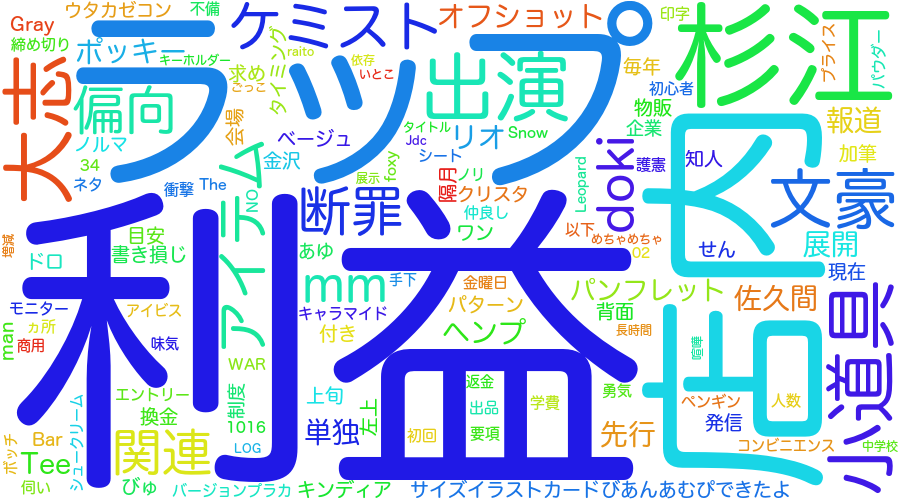 ウタカゼコン
不備
ケミスト
オフショット
印字
杉江
Gray
締め切り
ポッキー
キーホルダー
求め
ごっこ
タイミング
raito
依存
いとこ
毎年
プライス
パウダー
大志
ラップ
偏向
出演
初心者
物販
企業
報道
ノルマ
会場
ベージュ
タイトル
Jdc
リオ
Snow
34
金沢
シート
護憲
知人
加筆
ネタ
衝撃
The
展示
foxy
隔月
ノリ
クリスタ
Leopard
doki
内店
文豪
NO
アイテム
断罪
仲良し
以下
めちゃめちゃ
02
せん
展開
増減
目安
書き損じ
ドロ
あゆ
ワン
利益
mm
手下
金曜日
パンフレット
佐久間
現在
モニター
アイビス
キャラマイド
パターン
背面
カ所
味気
付き
ヘンプ
長時間
小道具
man
商用
WAR
喧嘩
エントリー
制度
上旬
返金
勇気
ペンギン
人数
換金
1016
単独
左上
出品
学費
発信
ボッチ
Bar
関連
LOG
初回
要項
先行
コンビニエンス
中学校
Tee
シュークリーム
伺い
びゅ
バージョンプラカ
キンディア
サイズイラストカードびあんあむぴできたよ